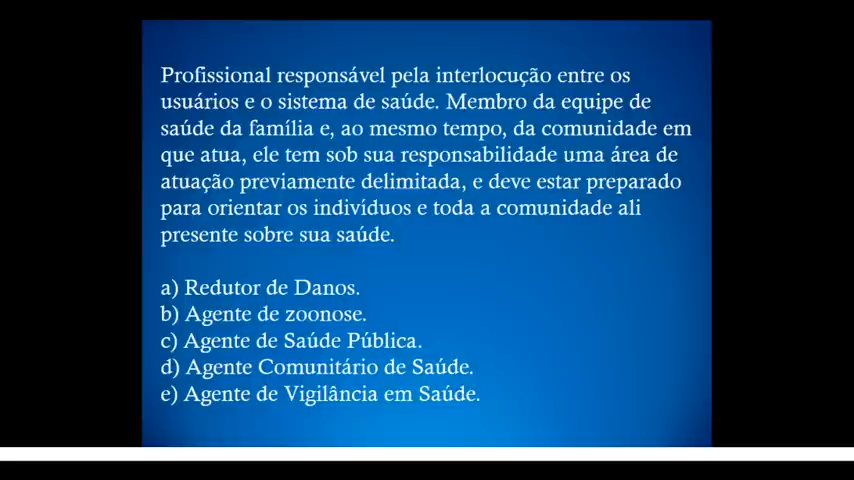 Profissional responsável pela interlocução entre os
usuários e o sistema de saúde. Membro da equipe de
saúde da família e, ao mesmo tempo, da comunidade em
que atua, ele tem sob sua responsabilidade uma área de
atuação previamente delimitada, e deve estar preparado
para orientar os indivíduos e toda a comunidade ali
presente sobre sua saúde.
a) Redutor de Danos.
b) Agente de zoonose.
c) Agente de Saúde Pública.
d) Agente Comunitário de Saúde.
e) Agente de Vigilância em Saúde.